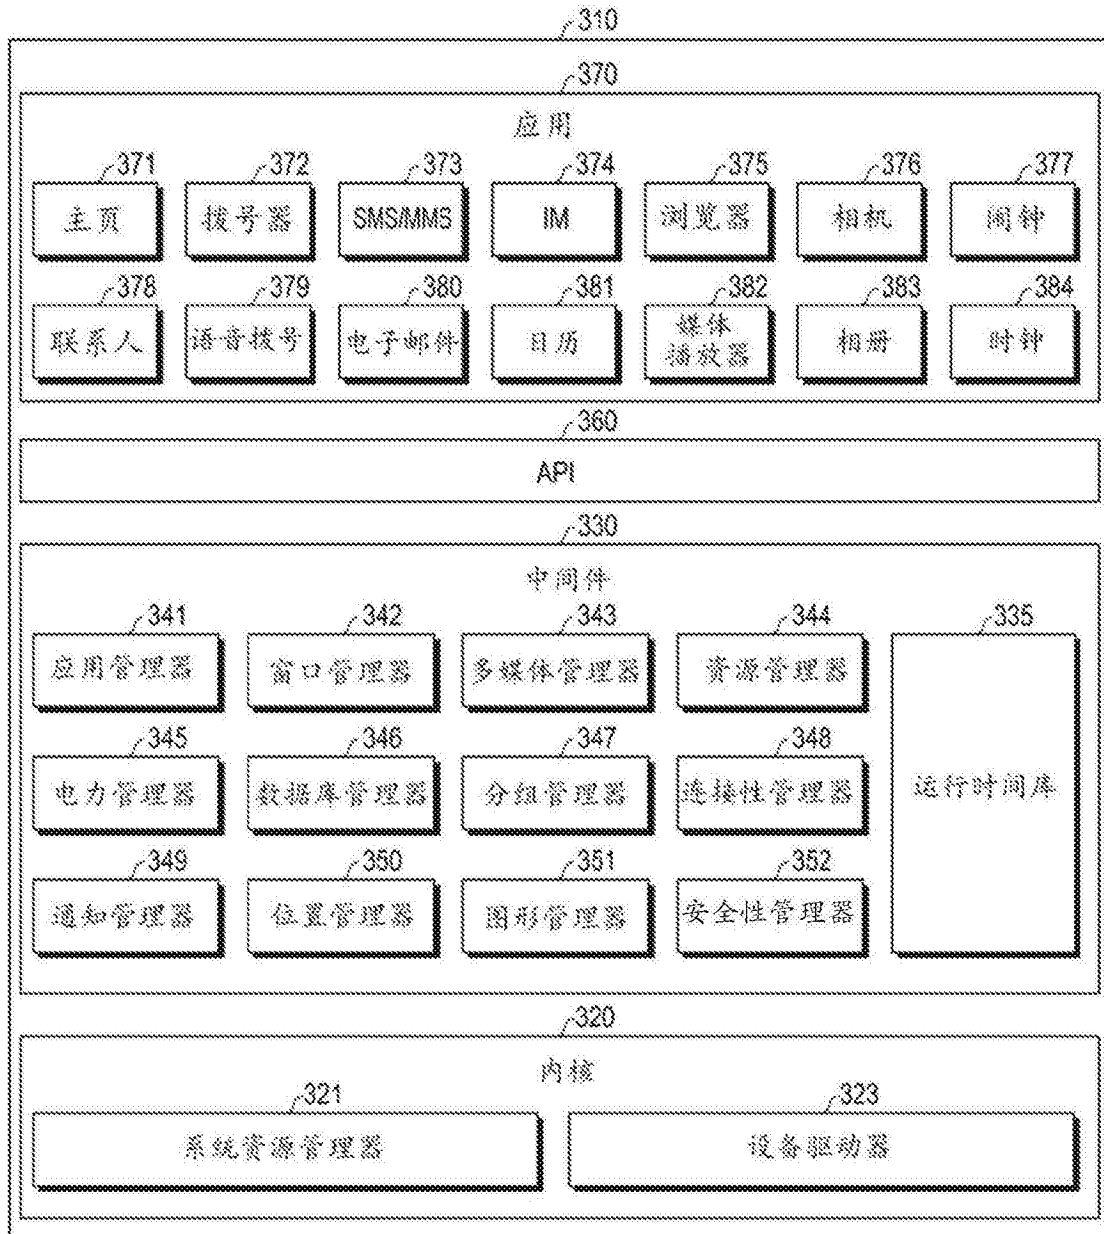 310
370
应用
371 372 373 374 375 376 377
主页 拨号器 SMS/MMS IM 浏览器 相机 闹钟
378 379 380 381 382 383 384
联系人 语音拨号 电子邮件 日历 媒体播放器 相册 时钟
360
API
330
中间件
341 342 343 344 335
应用管理器 窗口管理器 多媒体管理器 资源管理器
345 346 347 348
电力管理器 数据库管理器 分组管理器 连接性管理器 运行时间库
349 350 351 352
通知管理器 位置管理器 图形管理器 安全性管理器
320
内核
321 323
系统资源管理器 设备驱动器